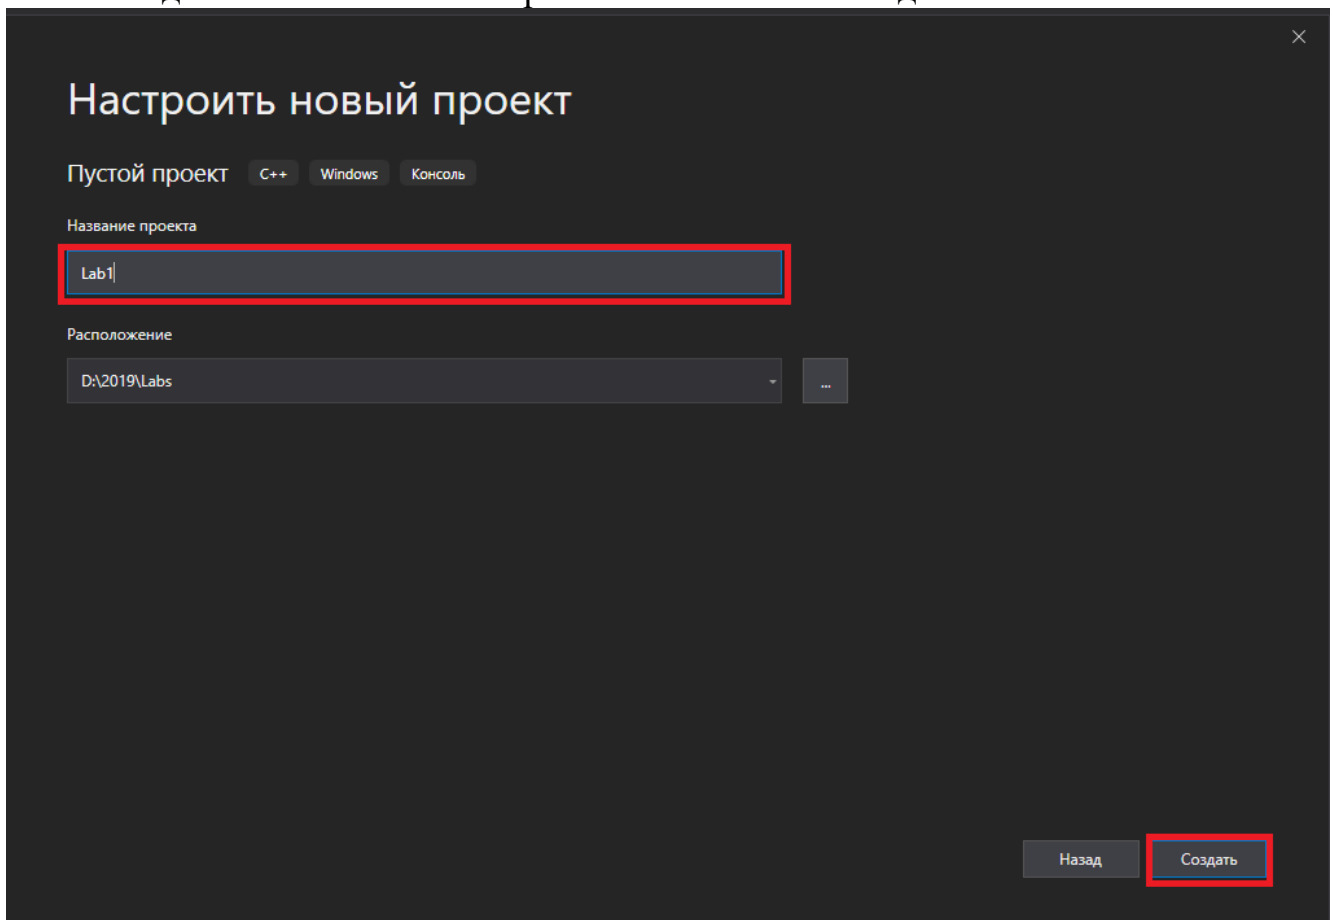 Настроить новый проект
Пустой проект C++ Windows Консоль
Название проекта
Lab1
Расположение
D:\2019\Labs ...
Назад Создать